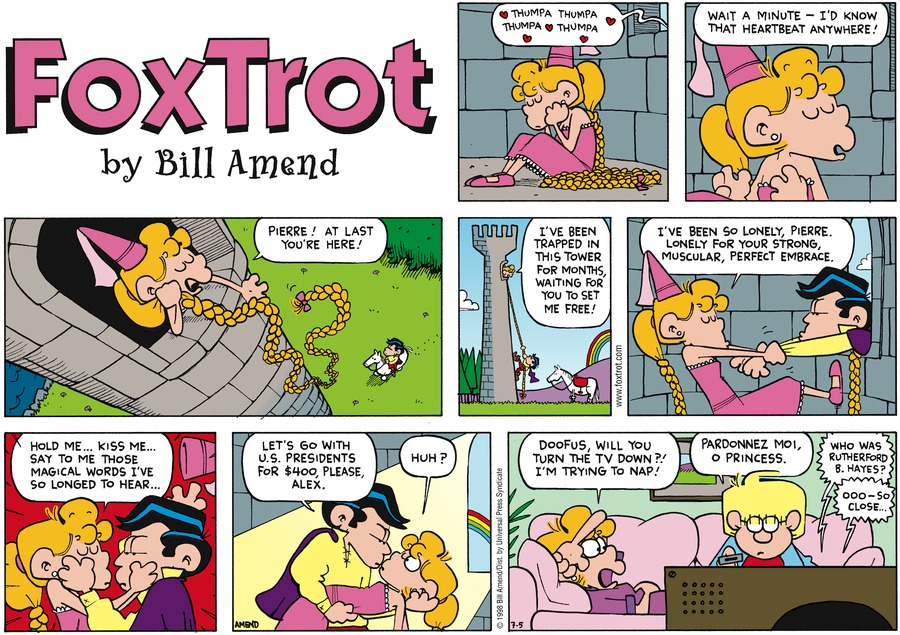 FoxTrot
by Bill Amend
THUMPA THUMPA
THUMPA THUMPA
WAIT A MINUTE — I'D KNOW
THAT HEARTBEAT ANYWHERE!
PIERRE! AT LAST
YOU'RE HERE!
I'VE BEEN
TRAPPED IN
THIS TOWER
FOR MONTHS,
WAITING FOR
YOU TO SET
ME FREE!
www.foxtrot.com
I'VE BEEN SO LONELY, PIERRE.
LONELY FOR YOUR STRONG,
MUSCULAR, PERFECT EMBRACE.
HOLD ME... KISS ME...
SAY TO ME THOSE
MAGICAL WORDS I'VE
SO LONGED TO HEAR...
LET'S GO WITH
U.S. PRESIDENTS
FOR $400, PLEASE,
ALEX.
HUH?
AMEND
© 1998 Bill Amend/Dist. by Universal Press Syndicate
DOOFUS, WILL YOU
TURN THE TV DOWN?!
I'M TRYING TO NAP!
PARDONNEZ MOI,
O PRINCESS.
WHO WAS
RUTHERFORD
B. HAYES?
OOO-SO
CLOSE...
7-5